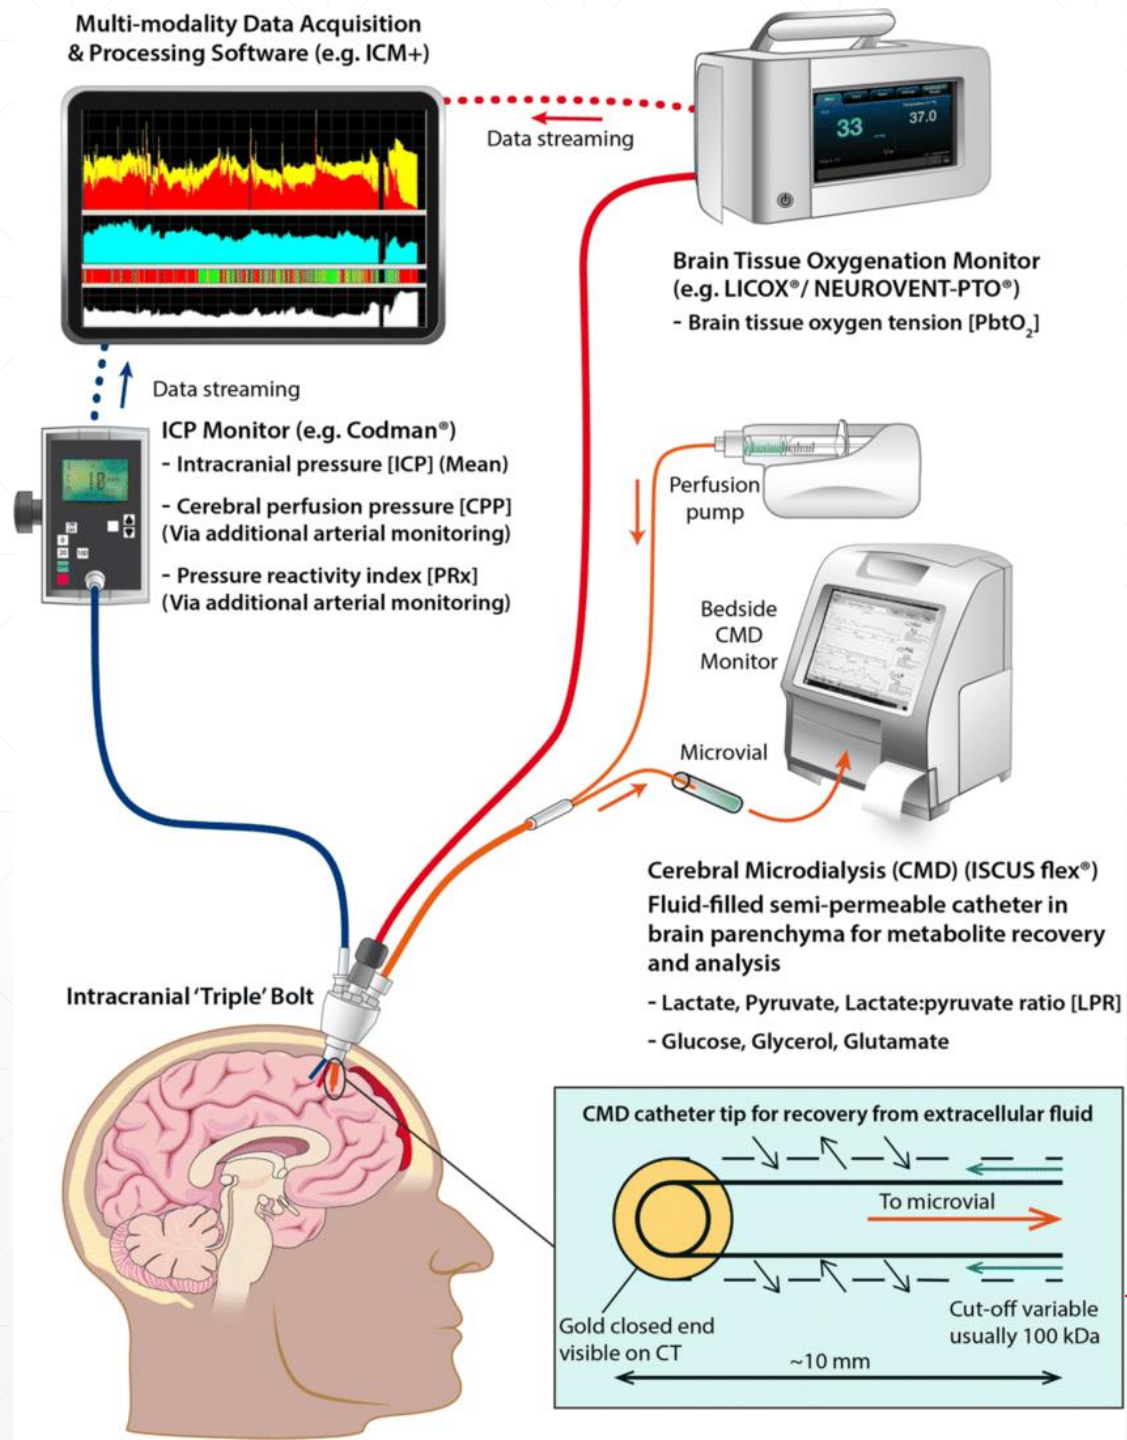 Multi-modality Data Acquisition
& Processing Software (e.g. ICM+)
Data streaming
33
37.0
Brain Tissue Oxygenation Monitor
(e.g. LICOX®/ NEUROVENT-PTO®)
- Brain tissue oxygen tension [PbtO₂]
Data streaming
ICP Monitor (e.g. Codman®)
- Intracranial pressure [ICP] (Mean)
- Cerebral perfusion pressure [CPP]
(Via additional arterial monitoring)
- Pressure reactivity index [PRx]
(Via additional arterial monitoring)
10
0
20
100
Perfusion
pump
Bedside
CMD
Monitor
Microvial
Cerebral Microdialysis (CMD) (ISCUS flex®)
Fluid-filled semi-permeable catheter in
brain parenchyma for metabolite recovery
and analysis
- Lactate, Pyruvate, Lactate:pyruvate ratio [LPR]
- Glucose, Glycerol, Glutamate
Intracranial 'Triple' Bolt
CMD catheter tip for recovery from extracellular fluid
To microvial
Gold closed end
visible on CT
Cut-off variable
usually 100 kDa
~10 mm